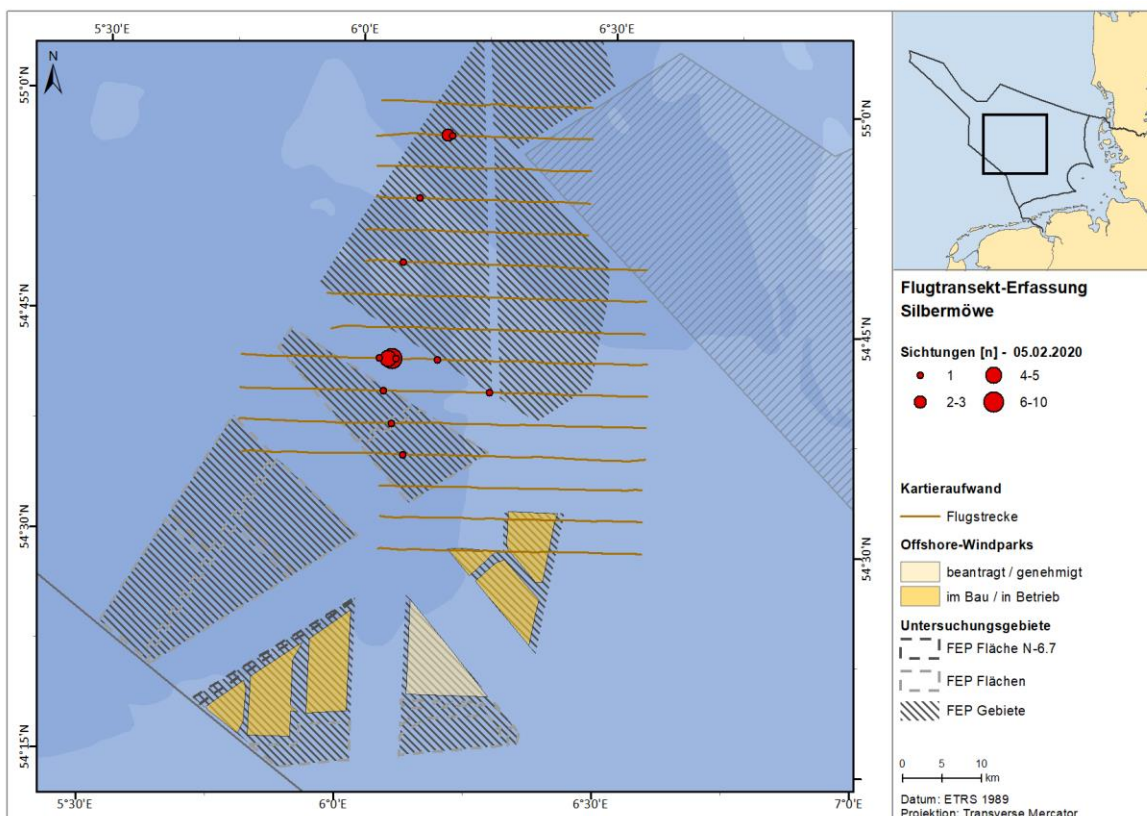 5°30'E
6°0'E
6°30'E
N
55°0'N
55°0'N
54°45'N
54°45'N
54°30'N
54°30'N
54°15'N
5°30'E
6°0'E
6°30'E
7°0'E
Flugtransekt-Erfassung
Silbermöwe
Sichtungen [n] - 05.02.2020
1
4-5
2-3
6-10
Kartieraufwand
Flugstrecke
Offshore-Windparks
beantragt / genehmigt
im Bau / in Betrieb
Untersuchungsgebiete
FEP Fläche N-6.7
FEP Flächen
FEP Gebiete
0 5 10
km
Datum: ETRS 1989
Projektion: Transverse Mercator